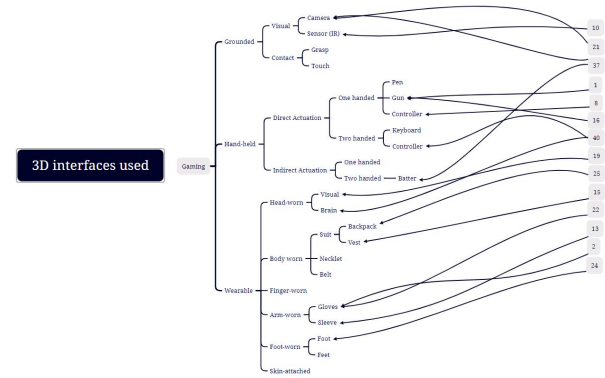 3D interfaces used
Gaming
Grounded
Visual
Camera
Sensor (IR)
Contact
Grasp
Touch
Hand-held
Direct Actuation
One handed
Pen
Gun
Controller
Two handed
Keyboard
Controller
Indirect Actuation
One handed
Two handed
Batter
Wearable
Head-worn
Visual
Brain
Body worn
Suit
Backpack
Vest
Necklet
Belt
Finger-worn
Arm-worn
Gloves
Sleeve
Foot-worn
Foot
Feet
Skin-attached
10
21
37
1
8
16
40
19
25
15
22
13
2
24